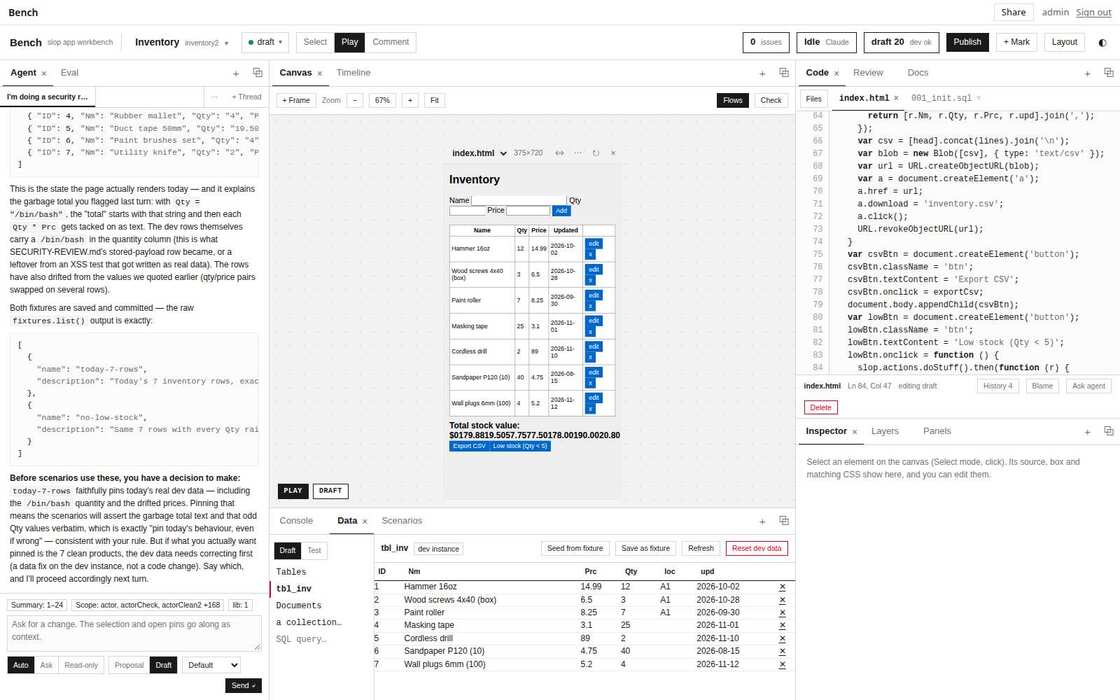 Bench
Share admin Sign out
Bench slop app workbench Inventory inventory2 draft Select Play Comment 0 issues Idle Claude draft 20 dev ok Publish + Mark Layout
Agent × Eval
I'm doing a security r… ··· + Thread
{ "ID": 4, "Nm": "Rubber mallet", "Qty": "4", "P
{ "ID": 5, "Nm": "Duct tape 50mm", "Qty": "19.50
{ "ID": 6, "Nm": "Paint brushes set", "Qty": "4"
{ "ID": 7, "Nm": "Utility knife", "Qty": "2", "P
]
This is the state the page actually renders today — and it explains
the garbage total you flagged last turn: with Qty =
"/bin/bash", the "total" starts with that string and then each
Qty * Prc gets tacked on as text. The dev rows themselves
carry a /bin/bash in the quantity column (this is what
SECURITY-REVIEW.md's stored-payload row became, or a
leftover from an XSS test that got written as real data). The rows
have also drifted from the values we quoted earlier (qty/price pairs
swapped on several rows).
Both fixtures are saved and committed — the raw
fixtures.list() output is exactly:
[
{
"name": "today-7-rows",
"description": "Today's 7 inventory rows, exac
},
{
"name": "no-low-stock",
"description": "Same 7 rows with every Qty rai
}
]
Before scenarios use these, you have a decision to make:
today-7-rows faithfully pins today's real dev data — including
the /bin/bash quantity and the drifted prices. Pinning that
means the scenarios will assert the garbage total and that odd
Qty values verbatim, which is exactly "pin today's behaviour, even
if wrong" — consistent with your rule. But if what you actually want
pinned is the 7 clean products, the dev data needs correcting first
(a data fix on the dev instance, not a code change). Say which,
and I'll proceed accordingly next turn.
Summary: 1–24 Scope: actor, actorCheck, actorClean2 +168 lib: 1
Ask for a change. The selection and open pins go along as
context.
Auto Ask Read-only Proposal Draft Default
Send
Canvas × Timeline
+ Frame Zoom − 67% + Fit Flows Check
index.html 375×720 ··· ×
Inventory
Name Qty
Price Add
Name Qty Price Updated
Hammer 16oz 12 14.99 2026-10-02 edit x
Wood screws 4x40 (box) 3 6.5 2026-10-28 edit x
Paint roller 7 8.25 2026-09-30 edit x
Masking tape 25 3.1 2026-11-01 edit x
Cordless drill 2 89 2026-11-10 edit x
Sandpaper P120 (10) 40 4.75 2026-08-15 edit x
Wall plugs 6mm (100) 4 5.2 2026-11-12 edit x
Total stock value:
$0179.8819.5057.7577.50178.00190.0020.80
Export CSV Low stock (Qty < 5)
PLAY DRAFT
Console Data × Scenarios
Draft Test
tbl_inv dev instance Seed from fixture Save as fixture Refresh Reset dev data
Tables
tbl_inv
Documents
a collection…
SQL query…
ID Nm Prc Qty loc upd
1 Hammer 16oz 14.99 12 A1 2026-10-02 ✕
2 Wood screws 4x40 (box) 6.5 3 A1 2026-10-28 ✕
3 Paint roller 8.25 7 A1 2026-09-30 ✕
4 Masking tape 3.1 25 2026-11-01 ✕
5 Cordless drill 89 2 2026-11-10 ✕
6 Sandpaper P120 (10) 4.75 40 2026-08-15 ✕
7 Wall plugs 6mm (100) 5.2 4 2026-11-12 ✕
Code × Review Docs
Files index.html × 001_init.sql
64 return [r.Nm, r.Qty, r.Prc, r.upd].join(',');
65 });
66 var csv = [head].concat(lines).join('\n');
67 var blob = new Blob([csv], { type: 'text/csv' });
68 var url = URL.createObjectURL(blob);
69 var a = document.createElement('a');
70 a.href = url;
71 a.download = 'inventory.csv';
72 a.click();
73 URL.revokeObjectURL(url);
74 }
75 var csvBtn = document.createElement('button');
76 csvBtn.className = 'btn';
77 csvBtn.textContent = 'Export CSV';
78 csvBtn.onclick = exportCsv;
79 document.body.appendChild(csvBtn);
80 var lowBtn = document.createElement('button');
81 lowBtn.className = 'btn';
82 lowBtn.textContent = 'Low stock (Qty < 5)';
83 lowBtn.onclick = function () {
84 slop.actions.doStuff().then(function (r) {
index.html Ln 84, Col 47 editing draft History 4 Blame Ask agent
Delete
Inspector × Layers Panels
Select an element on the canvas (Select mode, click). Its source, box and
matching CSS show here, and you can edit them.